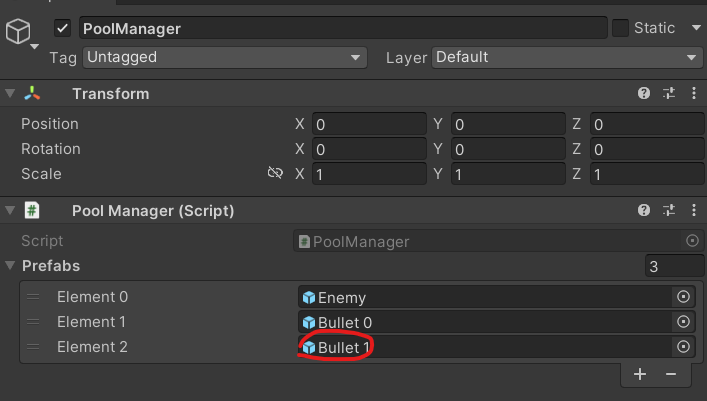 PoolManager
Static
Tag Untagged Layer Default
Transform
Position X 0 Y 0 Z 0
Rotation X 0 Y 0 Z 0
Scale X 1 Y 1 Z 1
Pool Manager (Script)
Script PoolManager
Prefabs 3
Element 0 Enemy
Element 1 Bullet 0
Element 2 Bullet 1